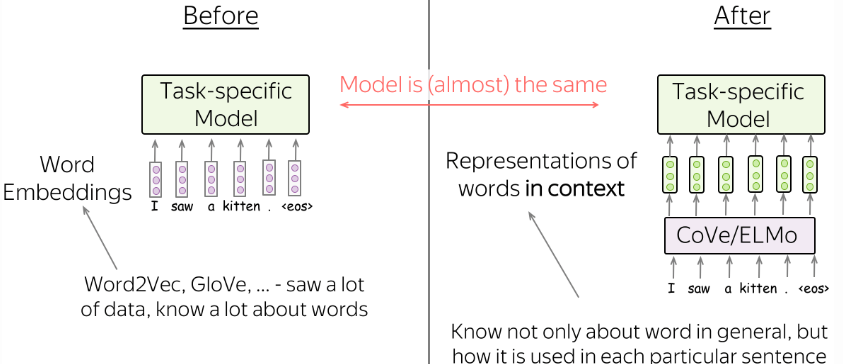 Before
After
Task-specific
Model
Model is (almost) the same
Task-specific
Model
Word
Embeddings
I saw a kitten . <eos>
Representations of
words in context
CoVe/ELMo
I saw a kitten . <eos>
Word2Vec, GloVe, ... - saw a lot
of data, know a lot about words
Know not only about word in general, but
how it is used in each particular sentence